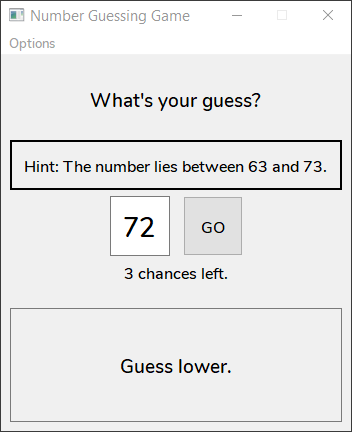 Number Guessing Game
Options
What's your guess?
Hint: The number lies between 63 and 73.
72 GO
3 chances left.
Guess lower.